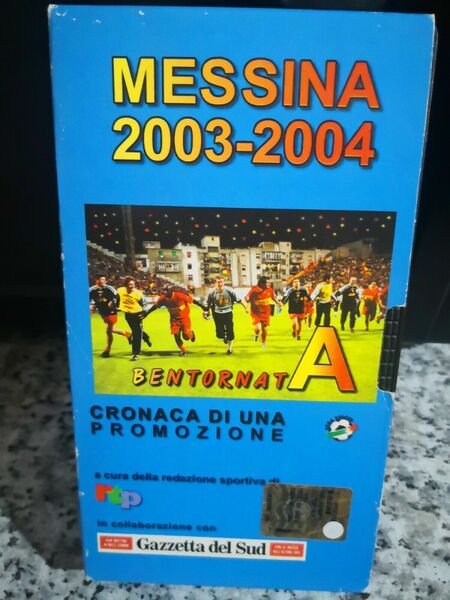 MESSINA
2003-2004
BENTORNATA
CRONACA DI UNA
PROMOZIONE
a cura della redazione sportiva di
rtp
in collaborazione con
Gazzetta del Sud